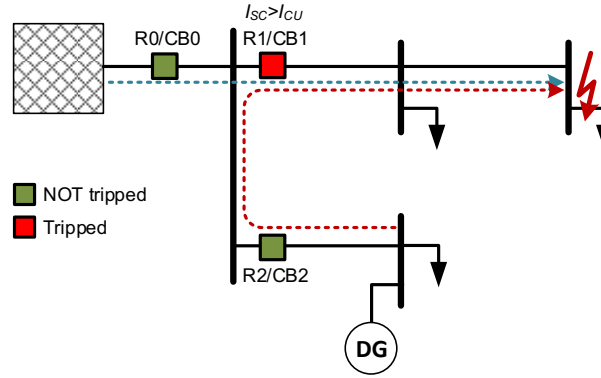 I_SC>I_CU
R0/CB0
R1/CB1
NOT tripped
Tripped
R2/CB2
DG